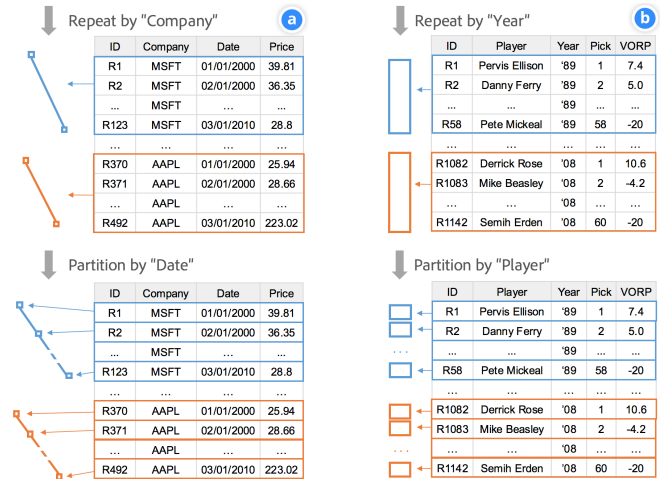 Repeat by "Company"
a
ID Company Date Price
R1 MSFT 01/01/2000 39.81
R2 MSFT 02/01/2000 36.35
... MSFT ... ...
R123 MSFT 03/01/2010 28.8
... ... ... ...
R370 AAPL 01/01/2000 25.94
R371 AAPL 02/01/2000 28.66
... AAPL ... ...
R492 AAPL 03/01/2010 223.02
Repeat by "Year"
b
ID Player Year Pick VORP
R1 Pervis Ellison '89 1 7.4
R2 Danny Ferry '89 2 5.0
... ... '89 ... ...
R58 Pete Mickeal '89 58 -20
... ... ... ... ...
R1082 Derrick Rose '08 1 10.6
R1083 Mike Beasley '08 2 -4.2
... ... '08 ... ...
R1142 Semih Erden '08 60 -20
Partition by "Date"
ID Company Date Price
R1 MSFT 01/01/2000 39.81
R2 MSFT 02/01/2000 36.35
... MSFT ... ...
R123 MSFT 03/01/2010 28.8
... ... ... ...
R370 AAPL 01/01/2000 25.94
R371 AAPL 02/01/2000 28.66
... AAPL ... ...
R492 AAPL 03/01/2010 223.02
Partition by "Player"
ID Player Year Pick VORP
R1 Pervis Ellison '89 1 7.4
R2 Danny Ferry '89 2 5.0
... ... ... '89 ... ...
R58 Pete Mickeal '89 58 -20
... ... ... ... ...
R1082 Derrick Rose '08 1 10.6
R1083 Mike Beasley '08 2 -4.2
... ... ... '08 ... ...
R1142 Semih Erden '08 60 -20